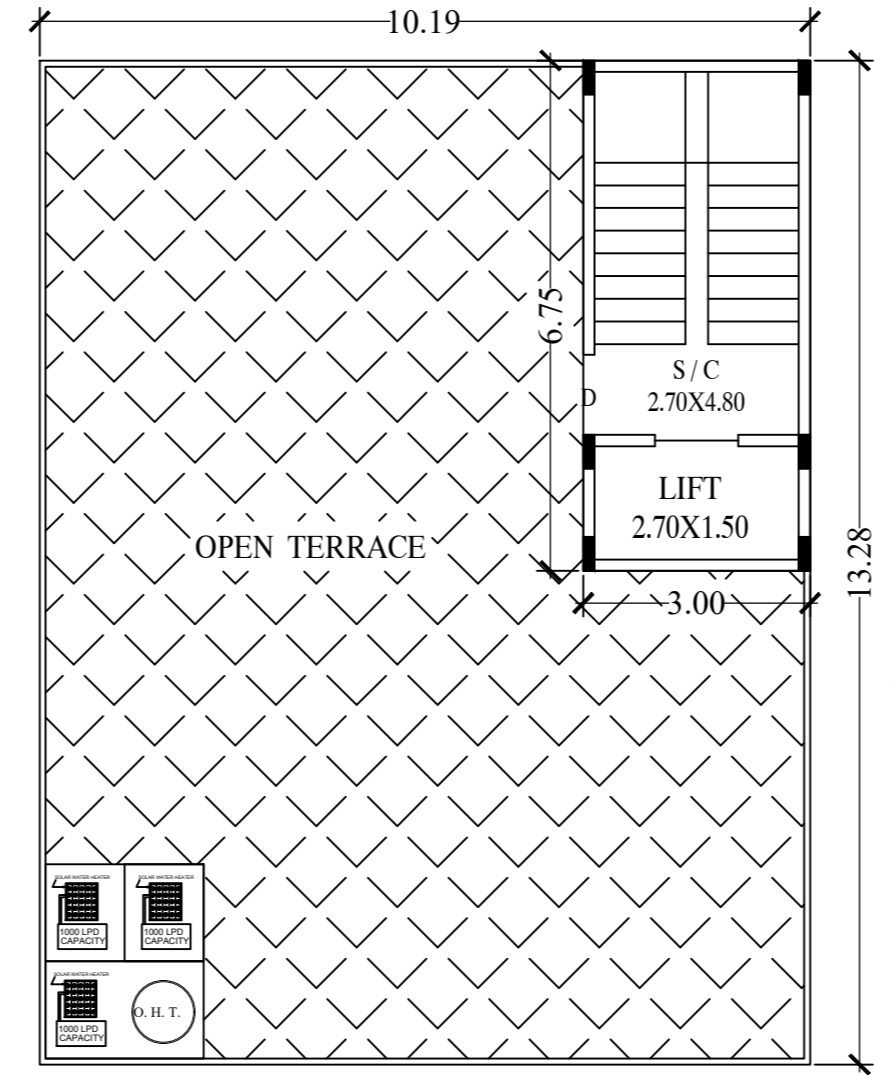 10.19
6.75
S / C
2.70X4.80
D
LIFT
2.70X1.50
OPEN TERRACE
13.28
3.00
SOLAR WATER HEATER
1000 LPD
CAPACITY
SOLAR WATER HEATER
1000 LPD
CAPACITY
SOLAR WATER HEATER
1000 LPD
CAPACITY
O. H. T.